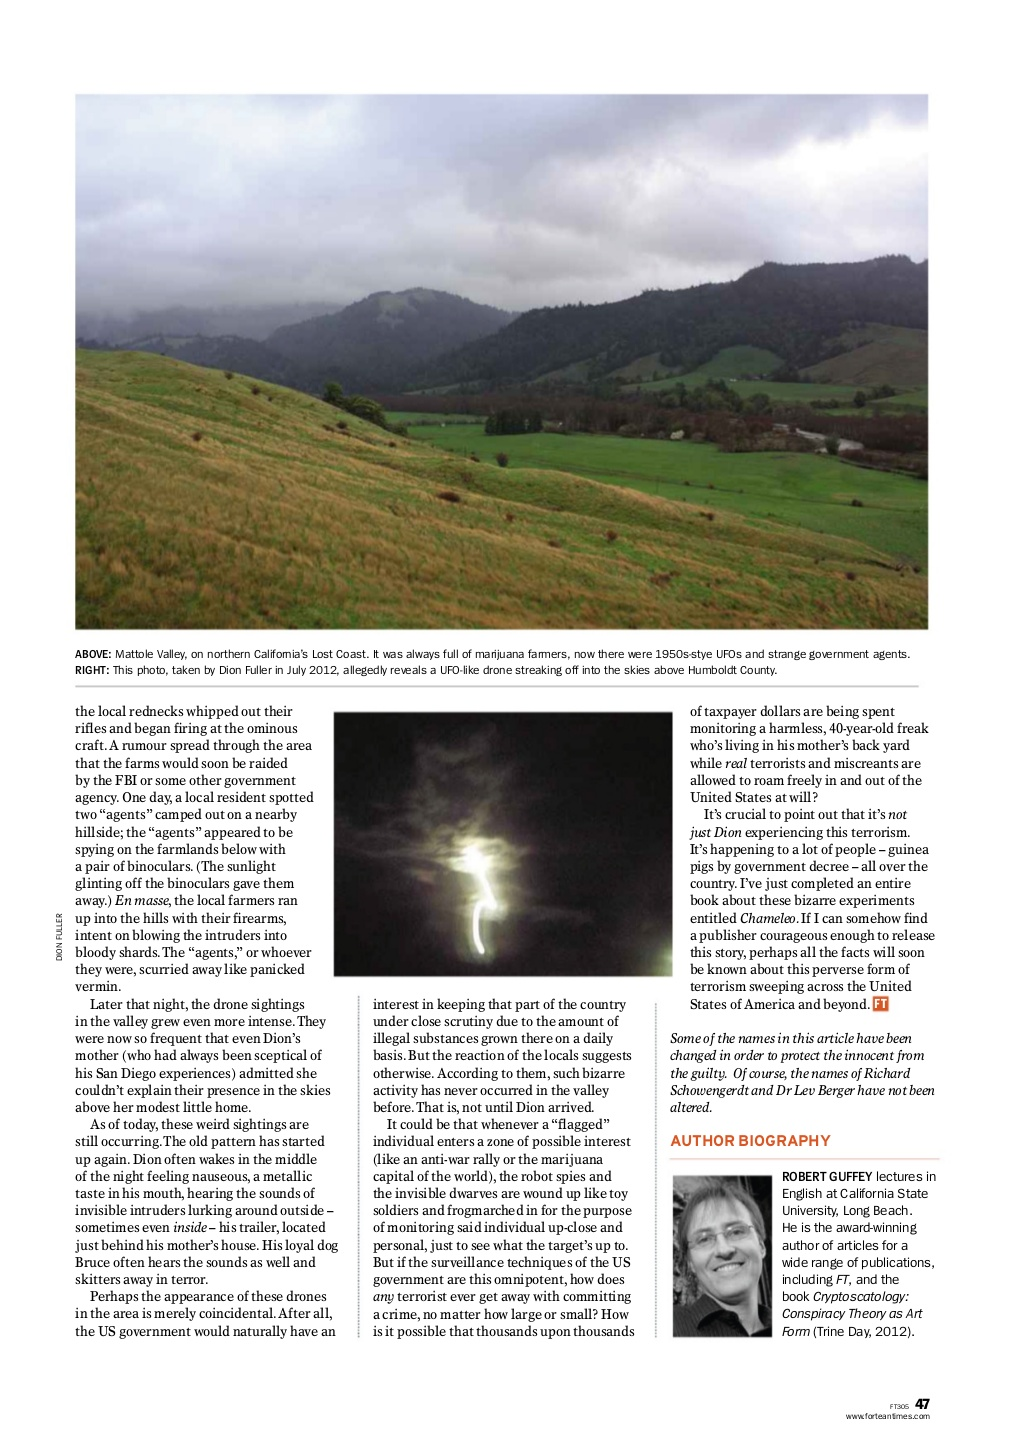 ABOVE: Mattole Valley, on northern California's Lost Coast. It was always full of marijuana farmers, now there were 1950s-stye UFOs and strange government agents.
RIGHT: This photo, taken by Dion Fuller in July 2012, allegedly reveals a UFO-like drone streaking off into the skies above Humboldt County.
DION FULLER
the local rednecks whipped out their
rifles and began firing at the ominous
craft. A rumour spread through the area
that the farms would soon be raided
by the FBI or some other government
agency. One day, a local resident spotted
two “agents” camped out on a nearby
hillside; the “agents” appeared to be
spying on the farmlands below with
a pair of binoculars. (The sunlight
glinting off the binoculars gave them
away.) En masse, the local farmers ran
up into the hills with their firearms,
intent on blowing the intruders into
bloody shards. The “agents,” or whoever
they were, scurried away like panicked
vermin.
Later that night, the drone sightings
in the valley grew even more intense. They
were now so frequent that even Dion's
mother (who had always been sceptical of
his San Diego experiences) admitted she
couldn't explain their presence in the skies
above her modest little home.
As of today, these weird sightings are
still occurring. The old pattern has started
up again. Dion often wakes in the middle
of the night feeling nauseous, a metallic
taste in his mouth, hearing the sounds of
invisible intruders lurking around outside –
sometimes even inside – his trailer, located
just behind his mother's house. His loyal dog
Bruce often hears the sounds as well and
skitters away in terror.
Perhaps the appearance of these drones
in the area is merely coincidental. After all,
the US government would naturally have an
interest in keeping that part of the country
under close scrutiny due to the amount of
illegal substances grown there on a daily
basis. But the reaction of the locals suggests
otherwise. According to them, such bizarre
activity has never occurred in the valley
before. That is, not until Dion arrived.
It could be that whenever a “flagged”
individual enters a zone of possible interest
(like an anti-war rally or the marijuana
capital of the world), the robot spies and
the invisible dwarves are wound up like toy
soldiers and frogmarched in for the purpose
of monitoring said individual up-close and
personal, just to see what the target's up to.
But if the surveillance techniques of the US
government are this omnipotent, how does
any terrorist ever get away with committing
a crime, no matter how large or small? How
is it possible that thousands upon thousands
of taxpayer dollars are being spent
monitoring a harmless, 40-year-old freak
who's living in his mother's back yard
while real terrorists and miscreants are
allowed to roam freely in and out of the
United States at will?
It's crucial to point out that it's not
just Dion experiencing this terrorism.
It's happening to a lot of people – guinea
pigs by government decree – all over the
country. I've just completed an entire
book about these bizarre experiments
entitled Chameleo. If I can somehow find
a publisher courageous enough to release
this story, perhaps all the facts will soon
be known about this perverse form of
terrorism sweeping across the United
States of America and beyond. FT
Some of the names in this article have been
changed in order to protect the innocent from
the guilty. Of course, the names of Richard
Schowengerdt and Dr Lev Berger have not been
altered.
AUTHOR BIOGRAPHY
ROBERT GUFFEY lectures in
English at California State
University, Long Beach.
He is the award-winning
author of articles for a
wide range of publications,
including FT, and the
book Cryptoscatology:
Conspiracy Theory as Art
Form (Trine Day, 2012).
FT305 47
www.forteantimes.com